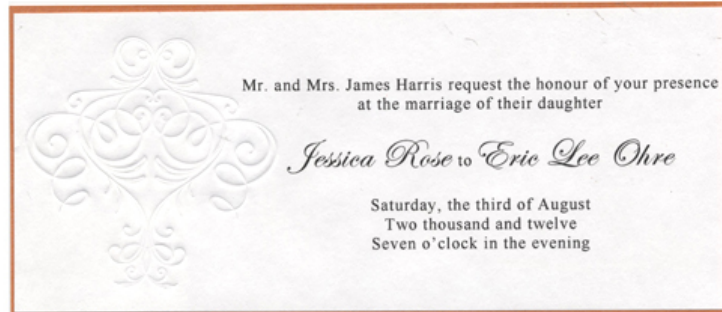 Mr. and Mrs. James Harris request the honour of your presence
at the marriage of their daughter
Jessica Rose to Eric Lee Ohre
Saturday, the third of August
Two thousand and twelve
Seven o'clock in the evening